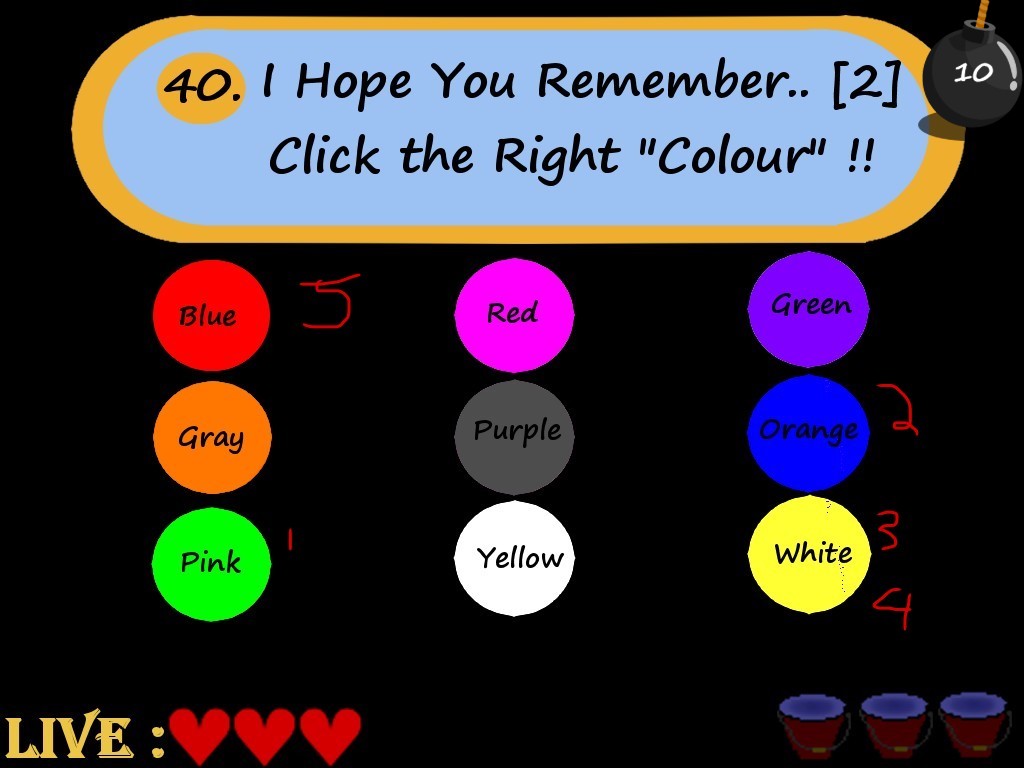 40. I Hope You Remember.. [2]
Click the Right "Colour" !!
10
Blue 5 Red Green
Gray Purple Orange 2
Pink 1 Yellow White 3
4
LIVE :